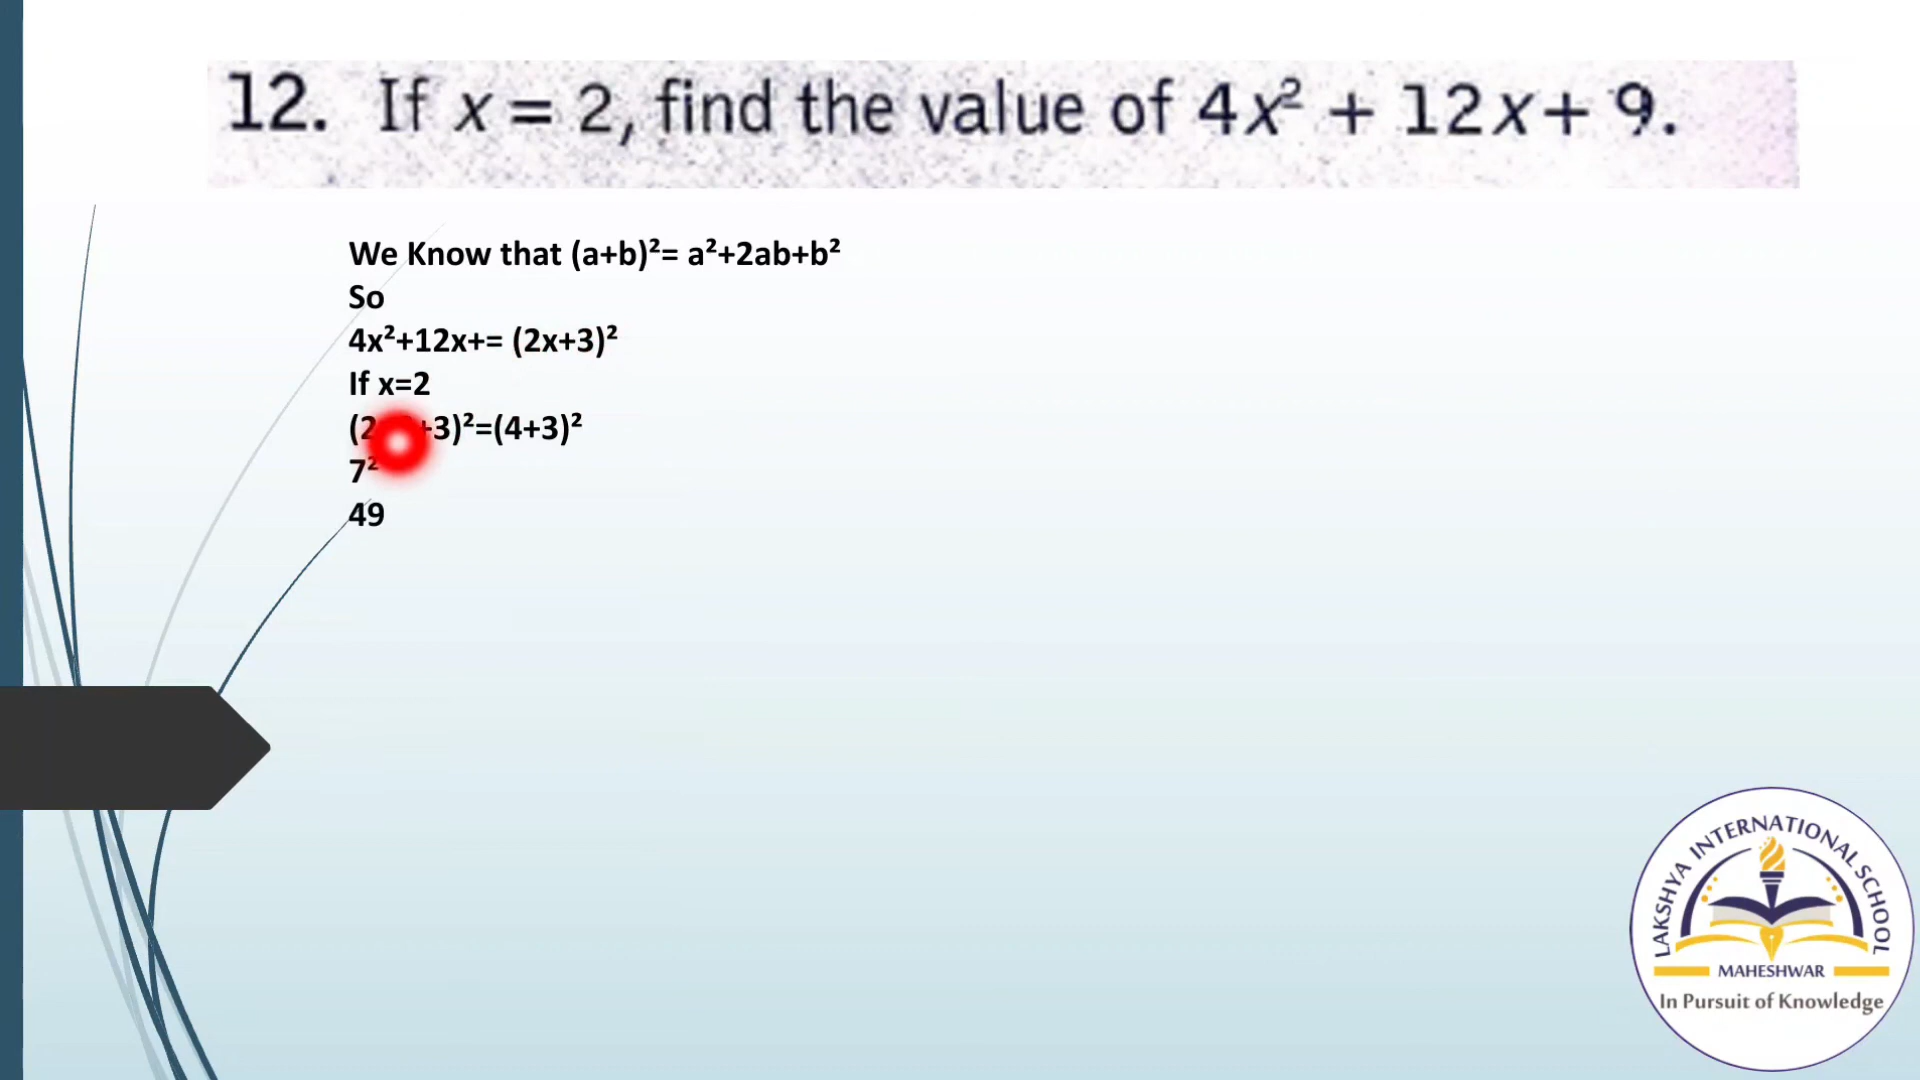 12. If x = 2, find the value of 4x² + 12x + 9.
We Know that (a+b)²= a²+2ab+b²
So
4x²+12x+= (2x+3)²
If x=2
(2 +3)²=(4+3)²
7²
49
LAKSHYA INTERNATIONAL SCHOOL
MAHESHWAR
In Pursuit of Knowledge